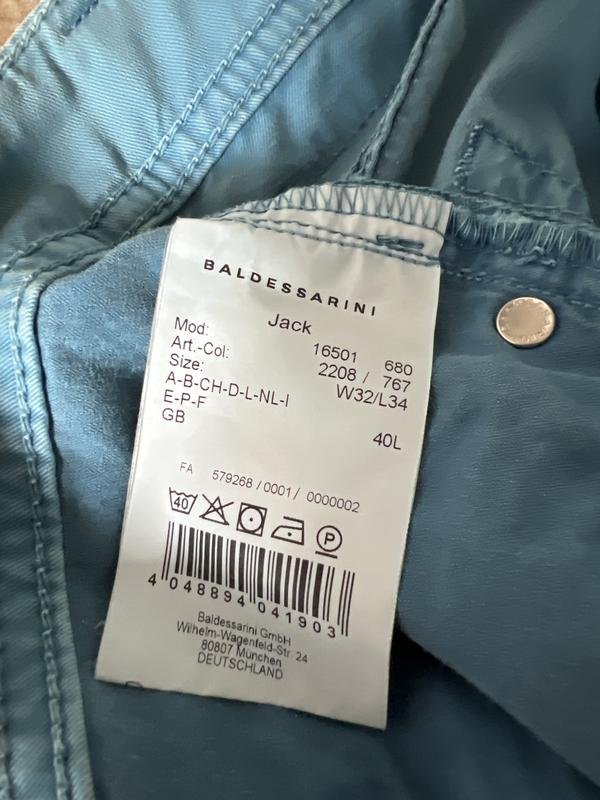 BALDESSARINI
Mod: Jack
Art.-Col: 16501 680
Size: 2208 / 767
A-B-CH-D-L-NL-I W32/L34
E-P-F
GB 40L
FA 579268 /0001/ 0000002
40 P
4 048894 041903
Baldessarini GmbH
Wilhelm-Wagenfeld-Str. 24
80807 München
DEUTSCHLAND